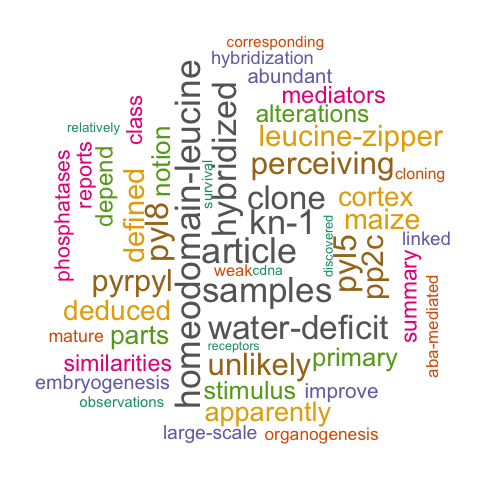 corresponding
hybridization
abundant
mediators
class
alterations
relatively
leucine-zipper
homeodomain-leucine
hybridized
notion
reports
depend
phosphatases
survival
perceiving
cloning
defined
pyl8
clone
cortex
kn-1
maize
article
linked
discovered
pyl5
pp2c
summary
weak
cdna
pyrpyl
samples
aba-mediated
deduced
water-deficit
mature
parts
receptors
similarities
unlikely
primary
embryogenesis
stimulus
improve
observations
apparently
large-scale
organogenesis